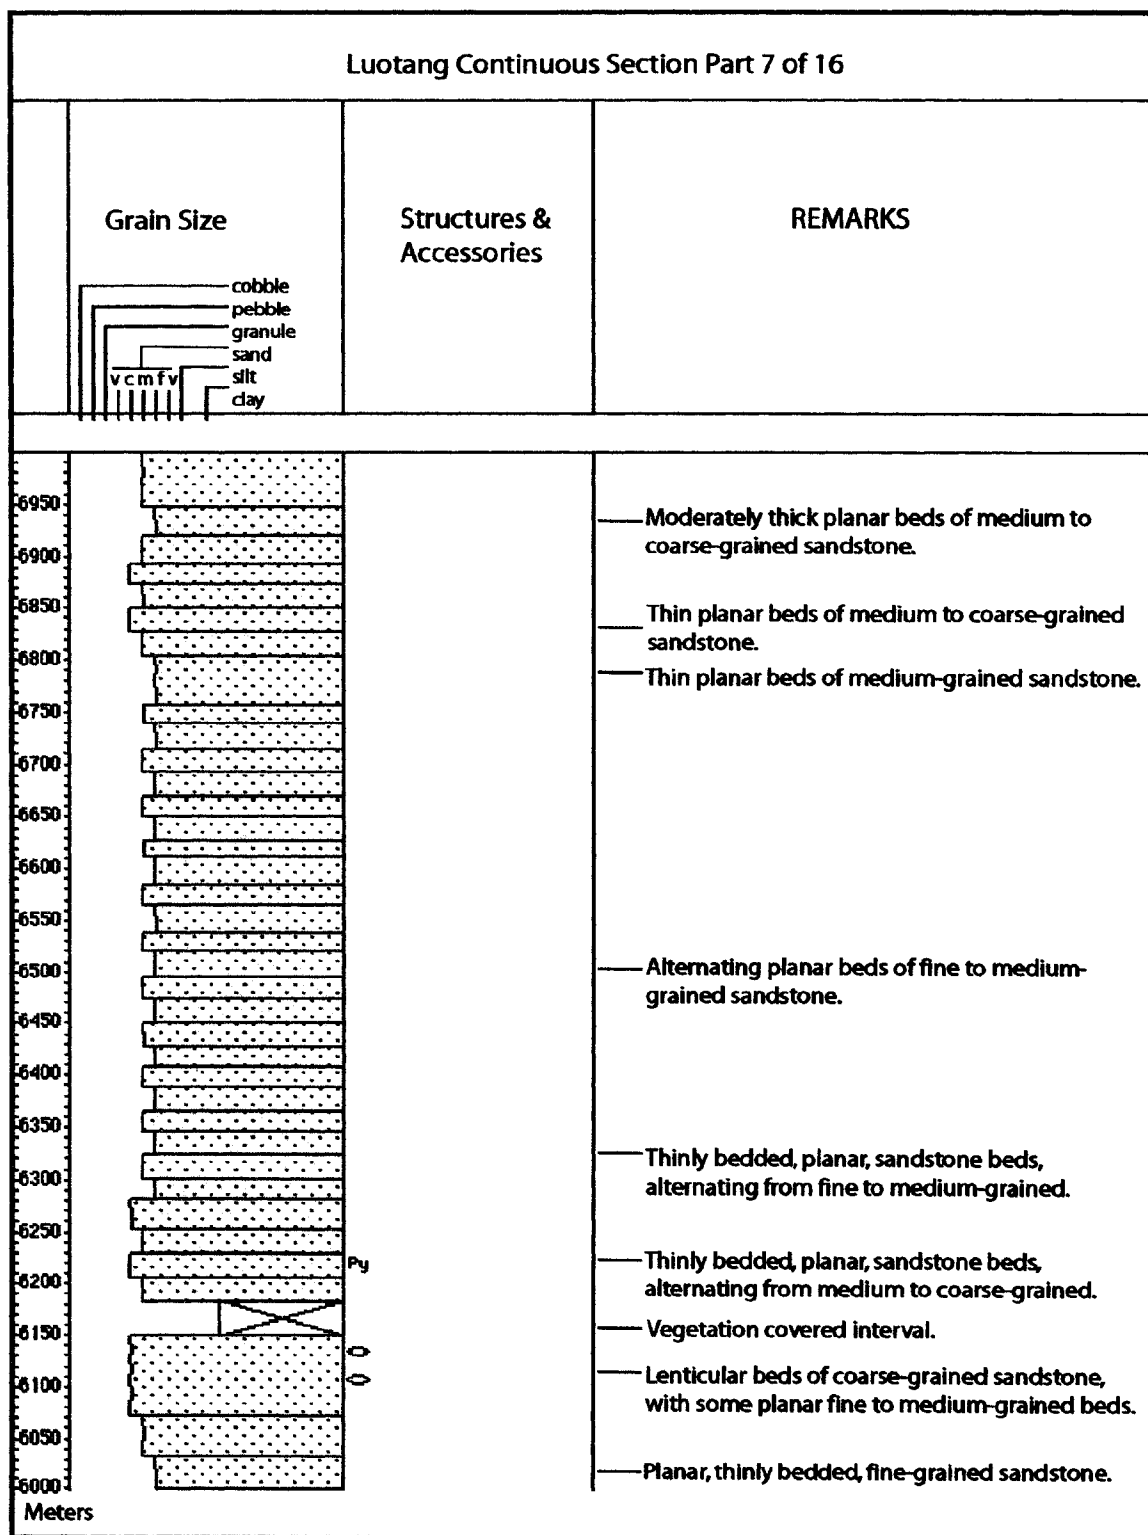 Luotang Continuous Section Part 7 of 16
Grain Size
Structures &
Accessories
REMARKS
cobble
pebble
granule
sand
v c m f v
silt
clay
6950
6900
6850
6800
6750
6700
6650
6600
6550
6500
6450
6400
6350
6300
6250
6200
6150
6100
6050
6000
Meters
Py
Moderately thick planar beds of medium to
coarse-grained sandstone.
Thin planar beds of medium to coarse-grained
sandstone.
Thin planar beds of medium-grained sandstone.
Alternating planar beds of fine to medium-
grained sandstone.
Thinly bedded, planar, sandstone beds,
alternating from fine to medium-grained.
Thinly bedded, planar, sandstone beds,
alternating from medium to coarse-grained.
Vegetation covered interval.
Lenticular beds of coarse-grained sandstone,
with some planar fine to medium-grained beds.
Planar, thinly bedded, fine-grained sandstone.